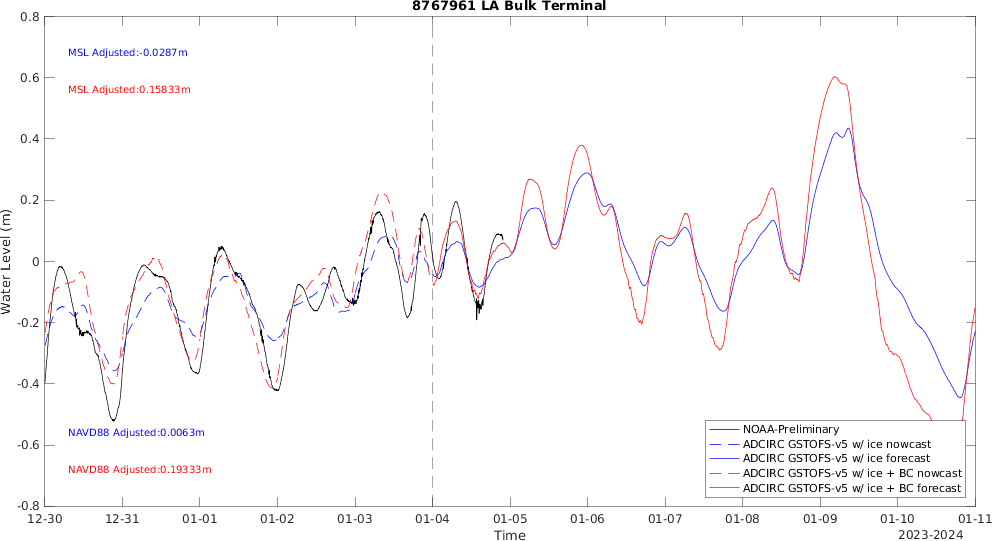 8767961 LA Bulk Terminal
MSL Adjusted:-0.0287m
MSL Adjusted:0.15833m
NAVD88 Adjusted:0.0063m
NAVD88 Adjusted:0.19333m
Water Level (m)
0.8
0.6
0.4
0.2
0
-0.2
-0.4
-0.6
-0.8
NOAA-Preliminary
ADCIRC GSTOFS-v5 w/ ice nowcast
ADCIRC GSTOFS-v5 w/ ice forecast
ADCIRC GSTOFS-v5 w/ ice + BC nowcast
ADCIRC GSTOFS-v5 w/ ice + BC forecast
12-30 12-31 01-01 01-02 01-03 01-04 01-05 01-06 01-07 01-08 01-09 01-10 01-11
Time
2023-2024